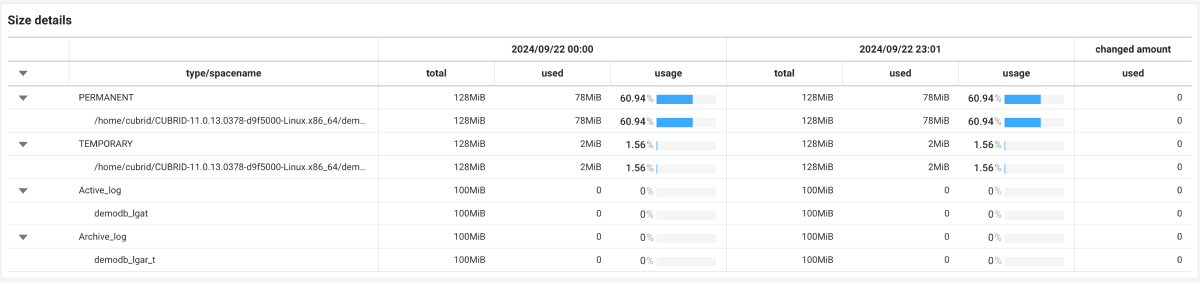 Size details
2024/09/22 00:00 2024/09/22 23:01 changed amount
type/spacename total used usage total used usage used
PERMANENT 128MiB 78MiB 60.94% 128MiB 78MiB 60.94% 0
/home/cubrid/CUBRID-11.0.13.0378-d9f5000-Linux.x86_64/dem... 128MiB 78MiB 60.94% 128MiB 78MiB 60.94% 0
TEMPORARY 128MiB 2MiB 1.56% 128MiB 2MiB 1.56% 0
/home/cubrid/CUBRID-11.0.13.0378-d9f5000-Linux.x86_64/dem... 128MiB 2MiB 1.56% 128MiB 2MiB 1.56% 0
Active_log 100MiB 0 0% 100MiB 0 0% 0
demodb_lgat 100MiB 0 0% 100MiB 0 0% 0
Archive_log 100MiB 0 0% 100MiB 0 0% 0
demodb_lgar_t 100MiB 0 0% 100MiB 0 0% 0